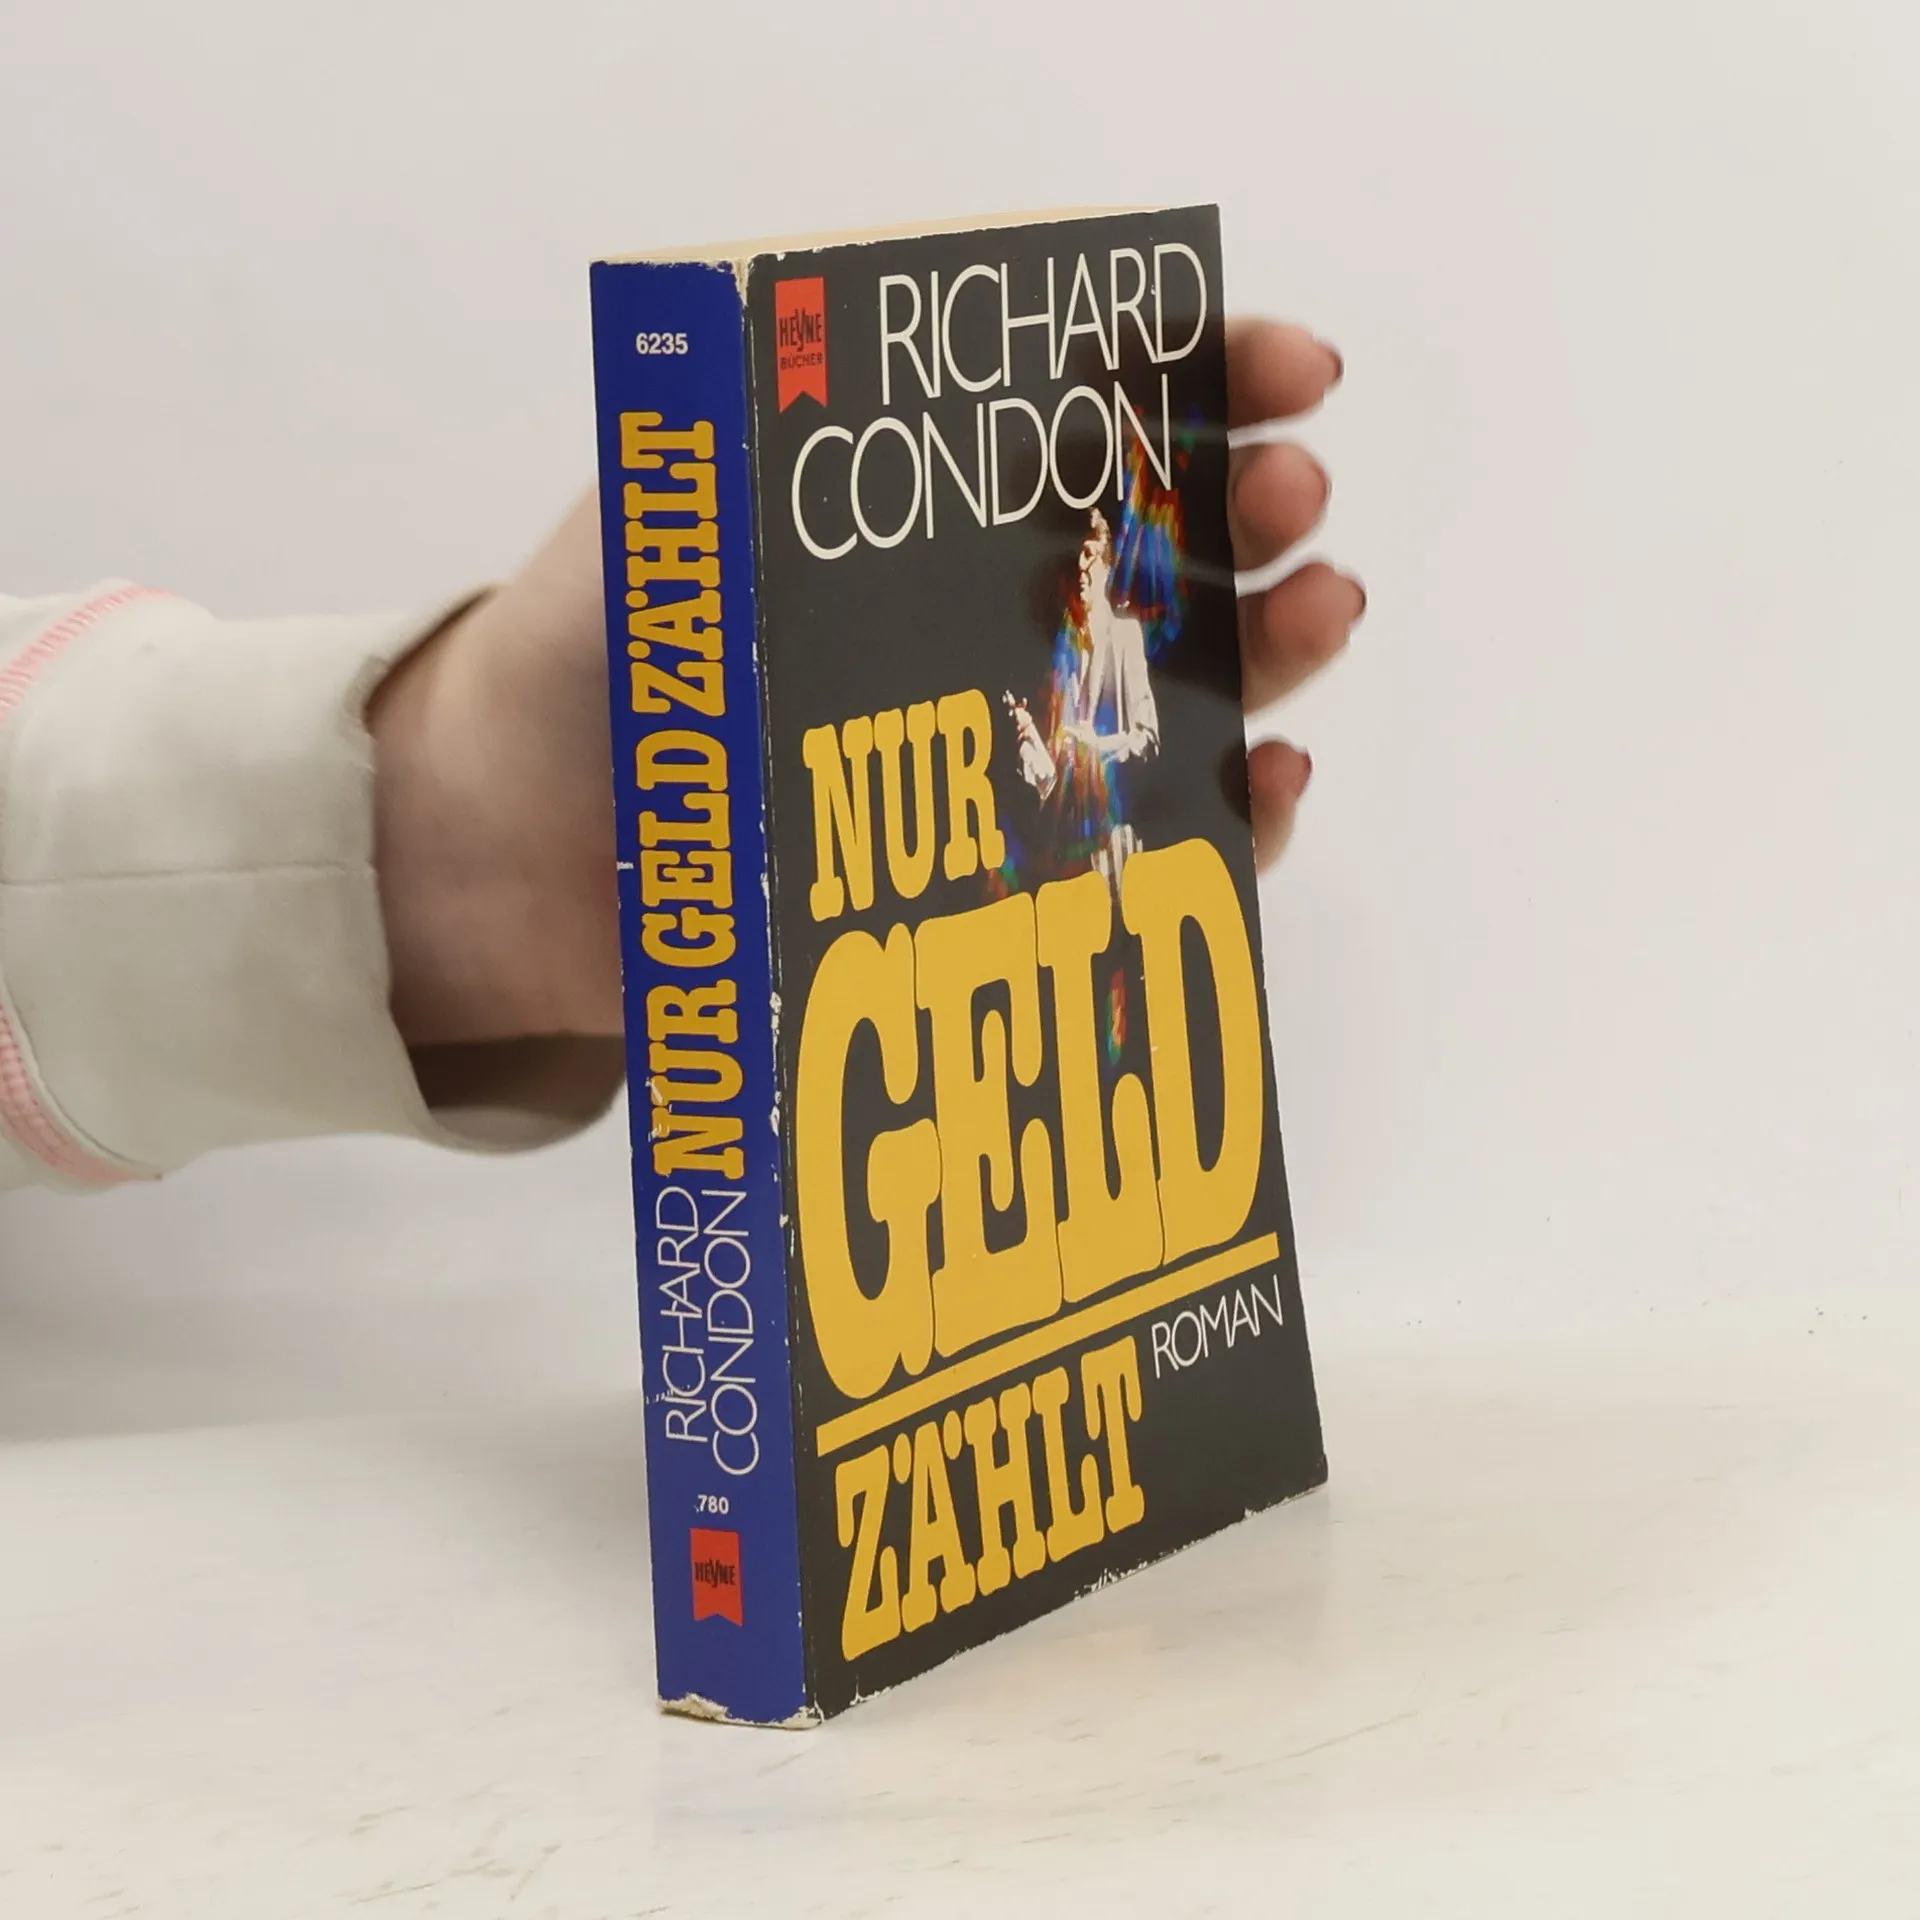 6235
NUR GELD ZÄHLT
RICHARD
CONDON
780
HEYNE
HEYNE
BÜCHER
RICHARD
CONDON
NUR
GELD
ZÄHLT
ROMAN